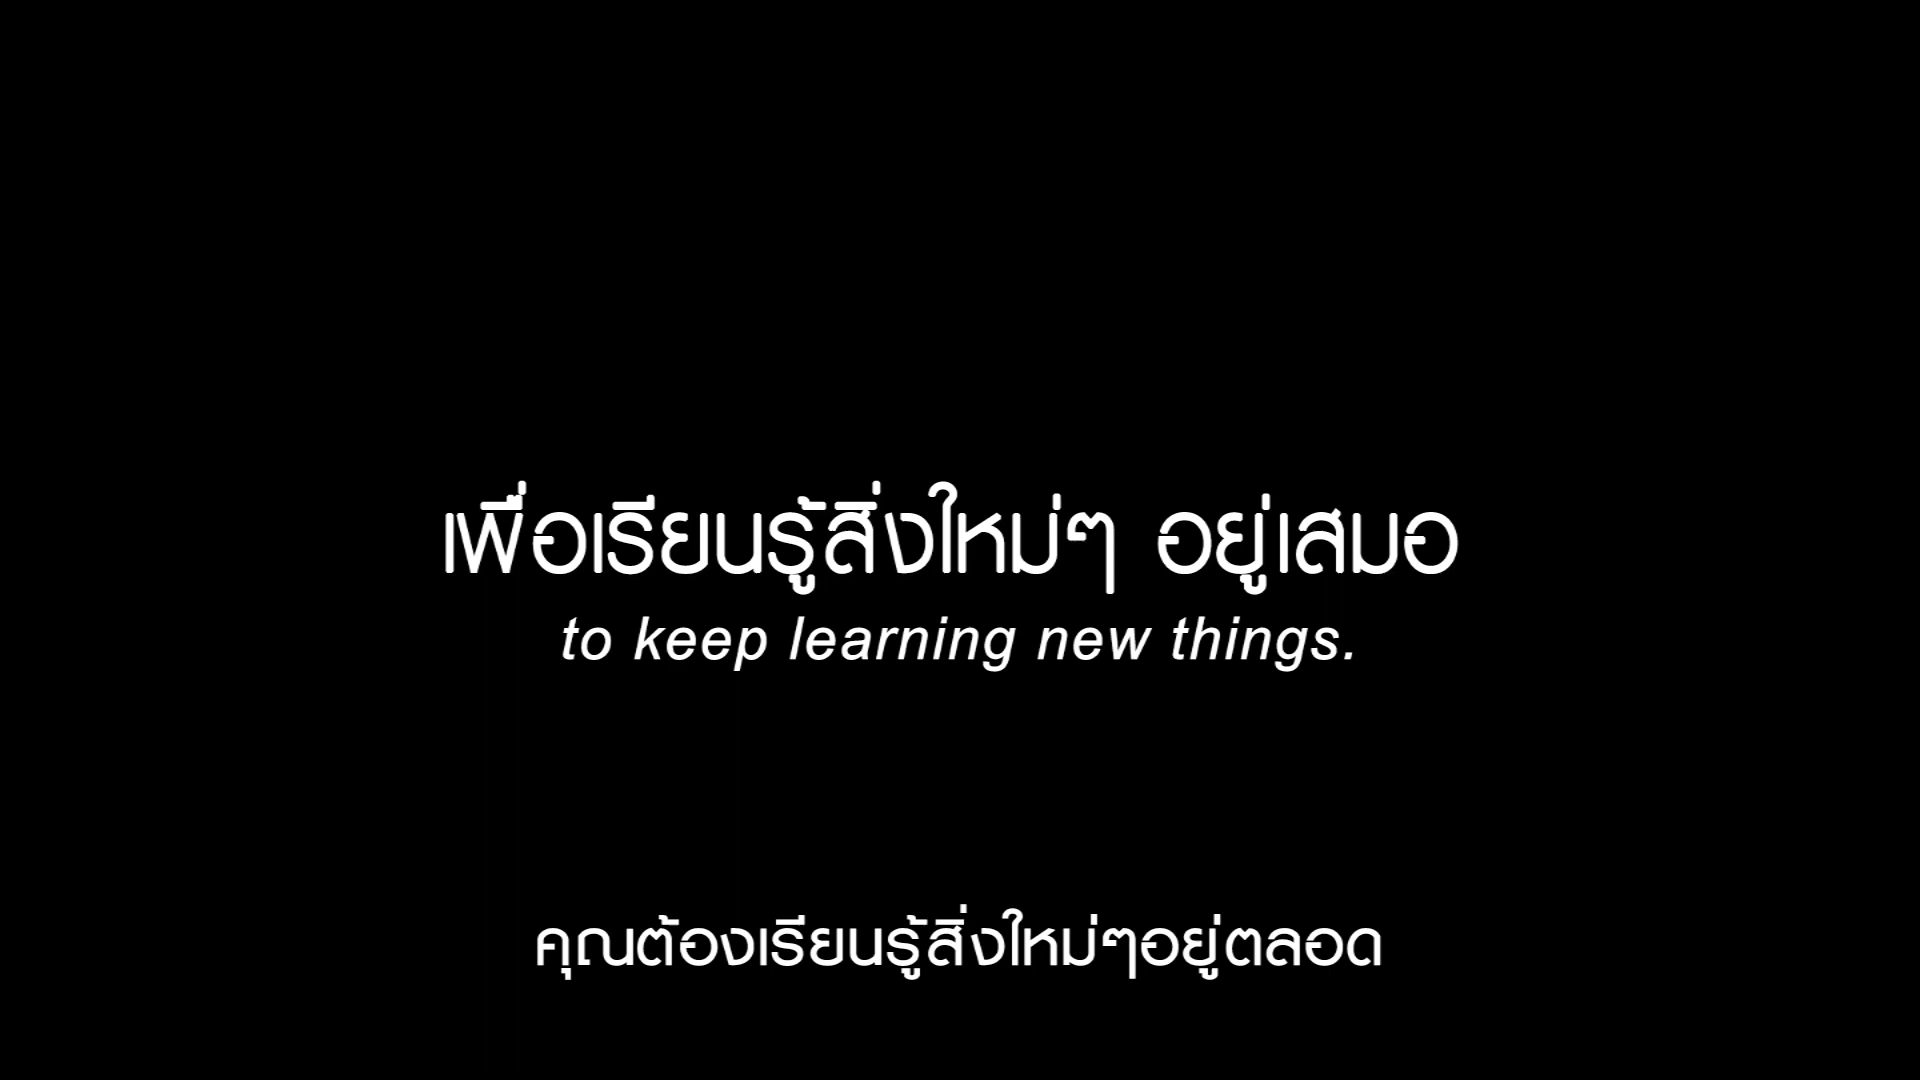 เพื่อเรียนรู้สิ่งใหม่ๆ อยู่เสมอ
to keep learning new things.
คุณต้องเรียนรู้สิ่งใหม่ๆอยู่ตลอด